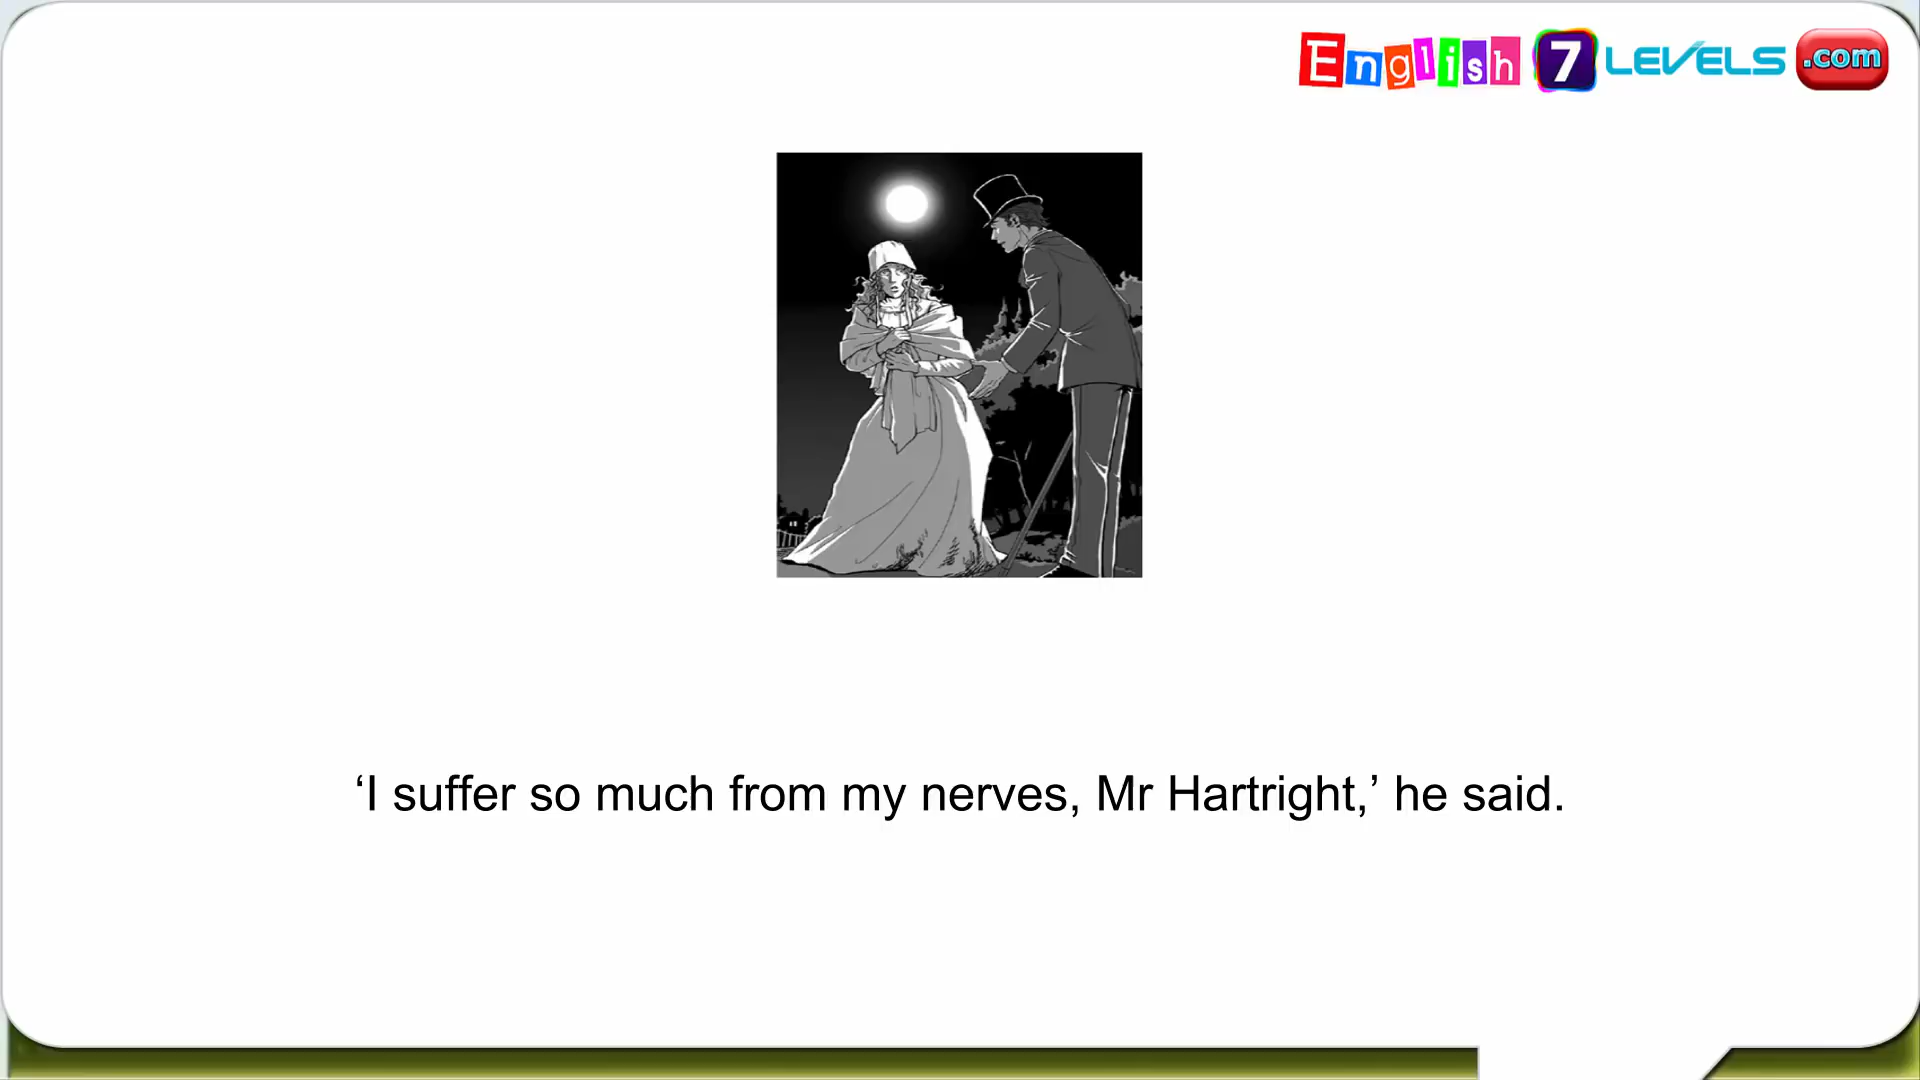 English 7 LEVELS .com
‘I suffer so much from my nerves, Mr Hartright,’ he said.